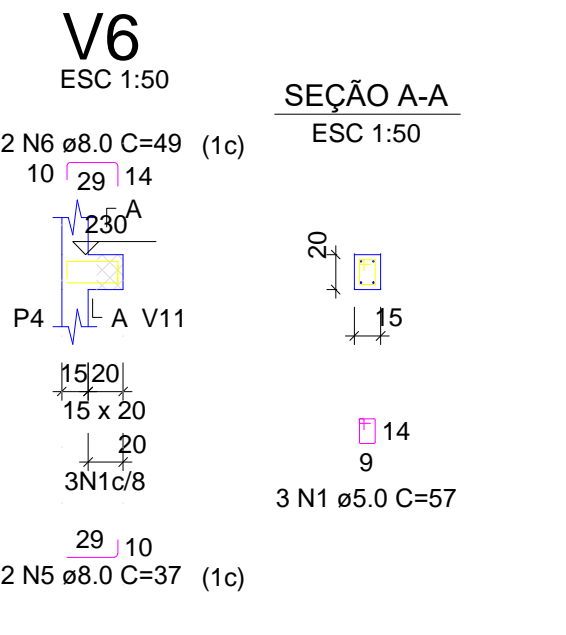 V6
ESC 1:50
SEÇÃO A-A
ESC 1:50
2 N6 ø8.0 C=49 (1c)
10 29 14
A
230
20
P4 A V11
15
15 20
15 x 20
20
3N1c/8
14
9
3 N1 ø5.0 C=57
29 10
2 N5 ø8.0 C=37 (1c)